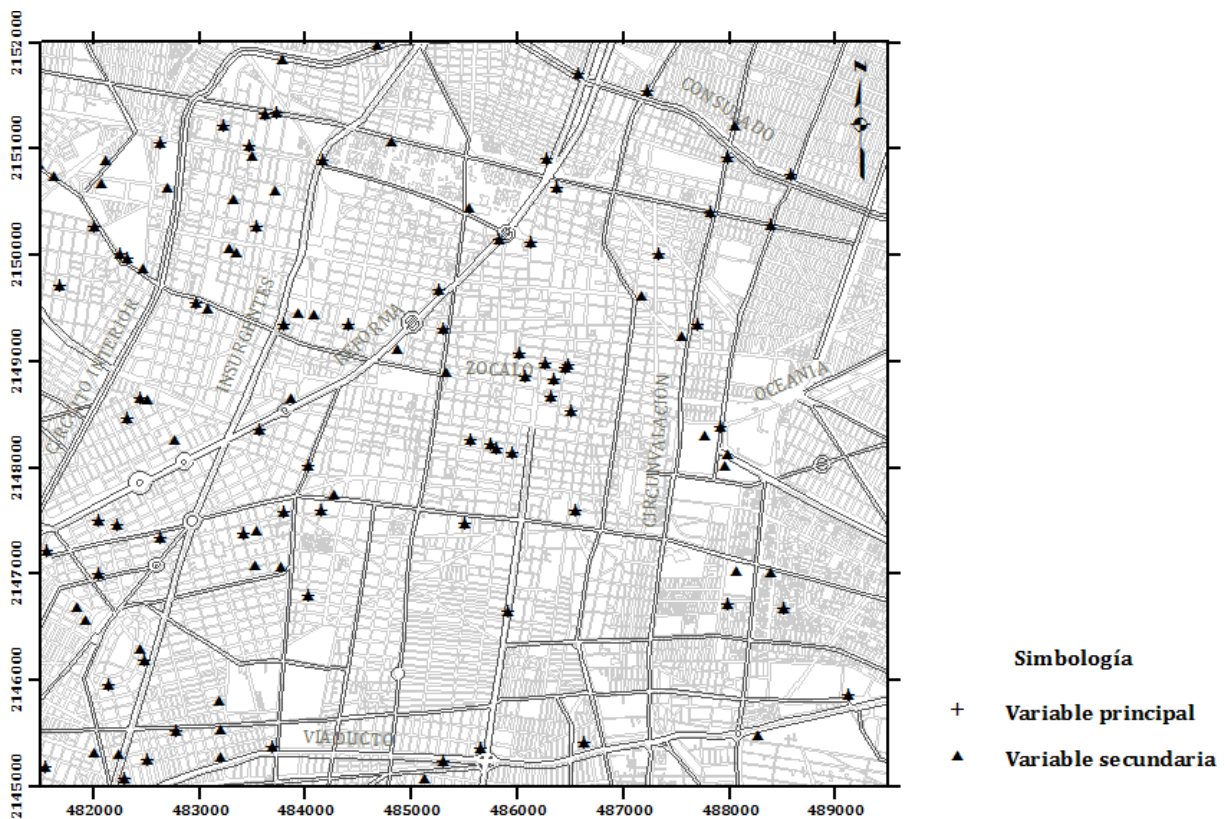 2152000
2151000
2150000
2149000
2148000
2147000
2146000
2145000
482000 483000 484000 485000 486000 487000 488000 489000
CONSULADO
CIRCUITO INTERIOR
INSURGENTES
REFORMA
ZOCALO
CIRCUNVALACIÓN
OCEANIA
VIADUCTO
z
Simbología
+ Variable principal
▲ Variable secundaria